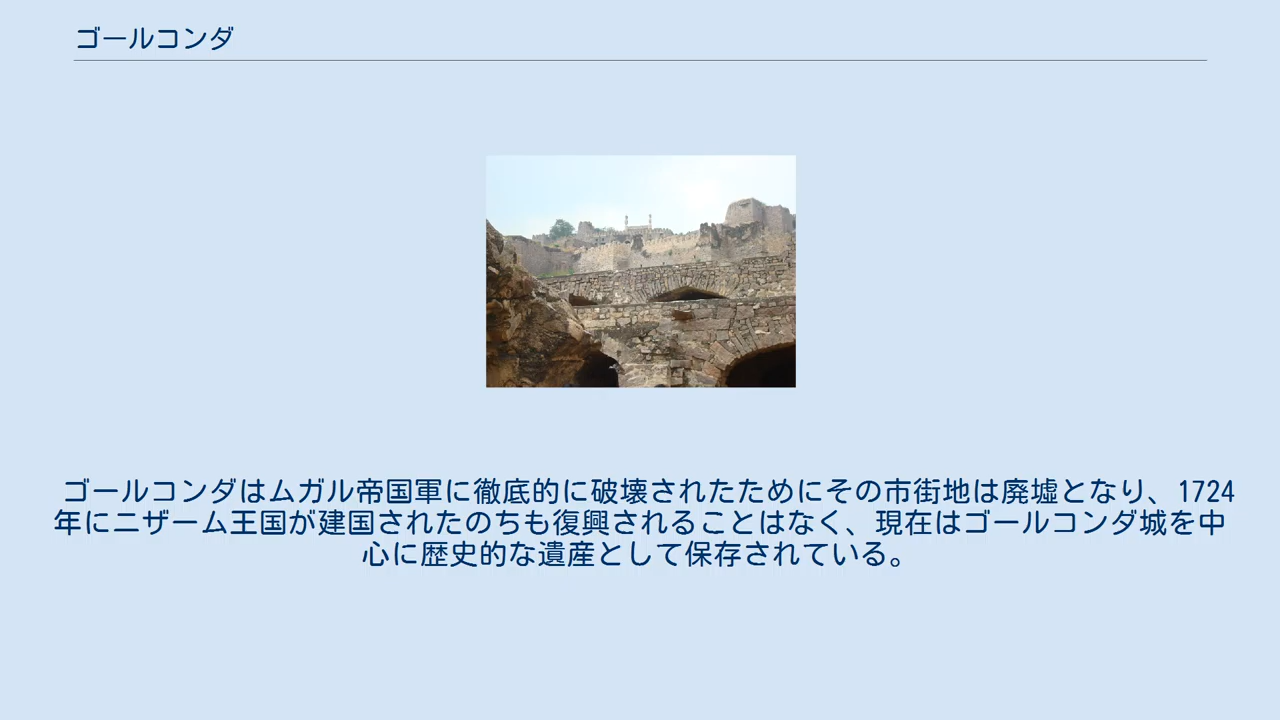 ゴールコンダ
ゴールコンダはムガル帝国軍に徹底的に破壊されたためにその市街地は廃墟となり、1724
年にニザーム王国が建国されたのちも復興されることはなく、現在はゴールコンダ城を中
心に歴史的な遺産として保存されている。